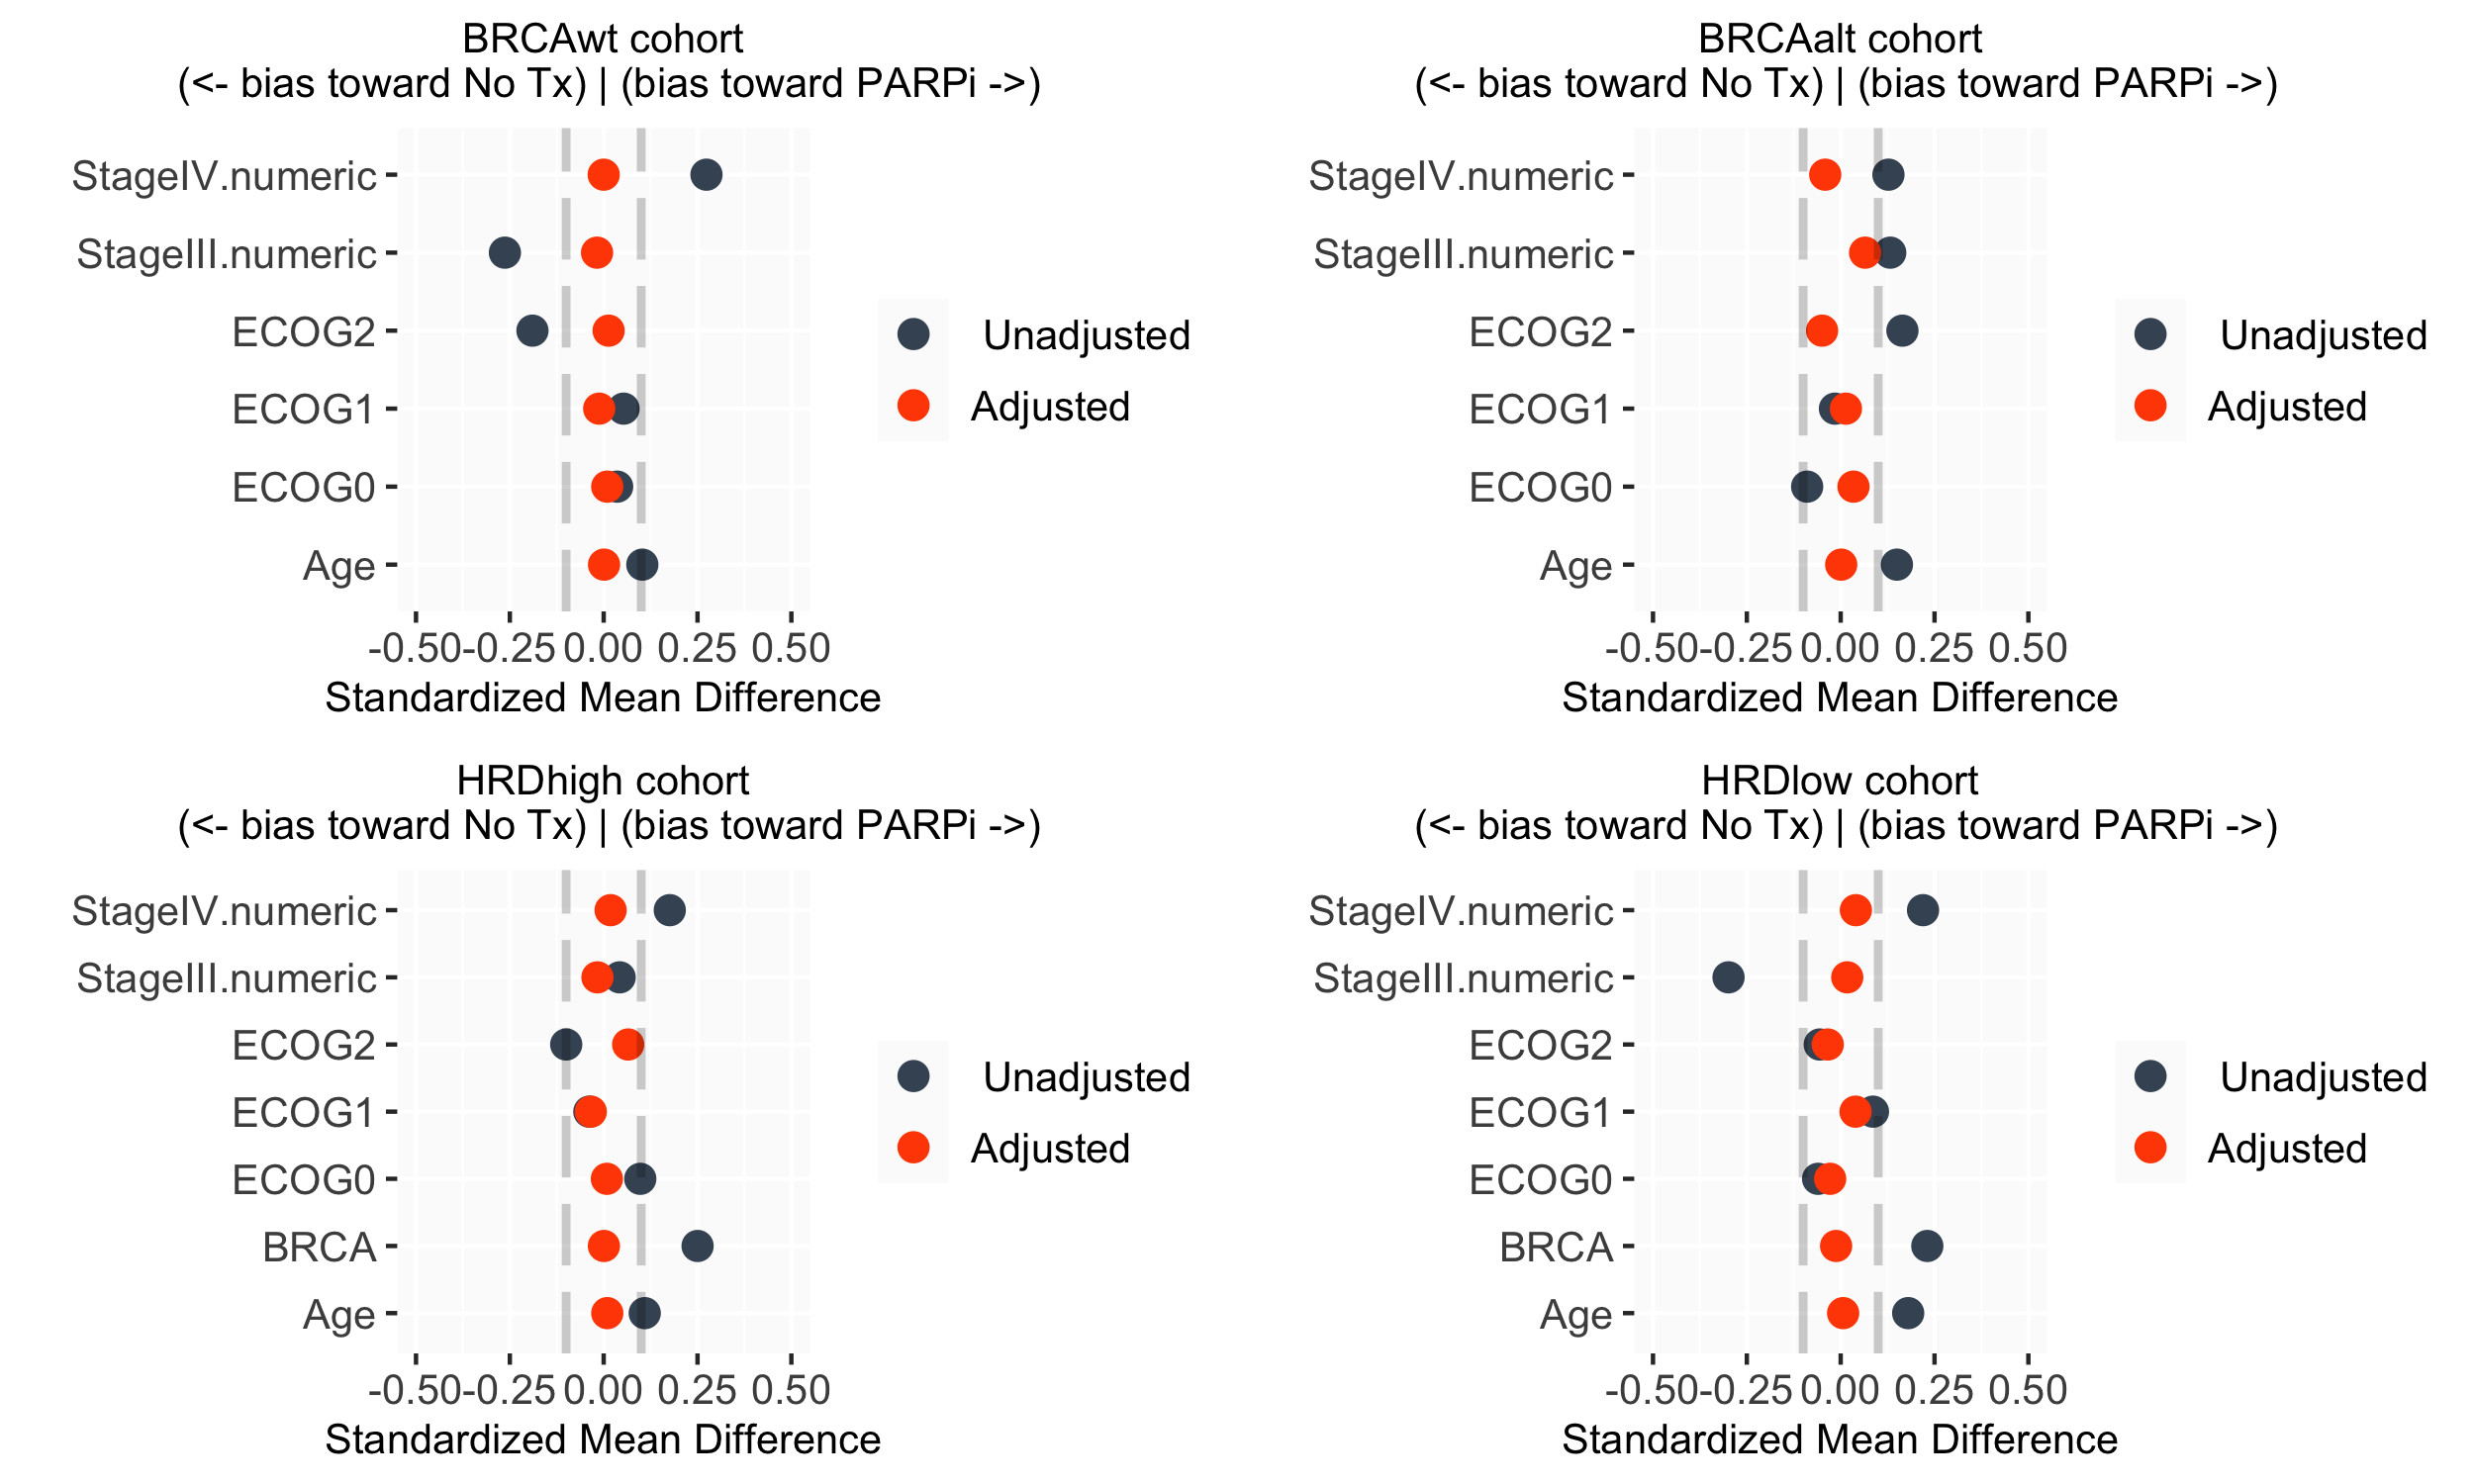 BRCAwt cohort
(<- bias toward No Tx) | (bias toward PARPi ->)
StageIV.numeric
StageIII.numeric
ECOG2
ECOG1
ECOG0
Age
-0.50 -0.25 0.00 0.25 0.50
Standardized Mean Difference
Unadjusted
Adjusted
BRCAalt cohort
(<- bias toward No Tx) | (bias toward PARPi ->)
StageIV.numeric
StageIII.numeric
ECOG2
ECOG1
ECOG0
Age
-0.50 -0.25 0.00 0.25 0.50
Standardized Mean Difference
Unadjusted
Adjusted
HRDhigh cohort
(<- bias toward No Tx) | (bias toward PARPi ->)
StageIV.numeric
StageIII.numeric
ECOG2
ECOG1
ECOG0
BRCA
Age
-0.50 -0.25 0.00 0.25 0.50
Standardized Mean Difference
Unadjusted
Adjusted
HRDlow cohort
(<- bias toward No Tx) | (bias toward PARPi ->)
StageIV.numeric
StageIII.numeric
ECOG2
ECOG1
ECOG0
BRCA
Age
-0.50 -0.25 0.00 0.25 0.50
Standardized Mean Difference
Unadjusted
Adjusted